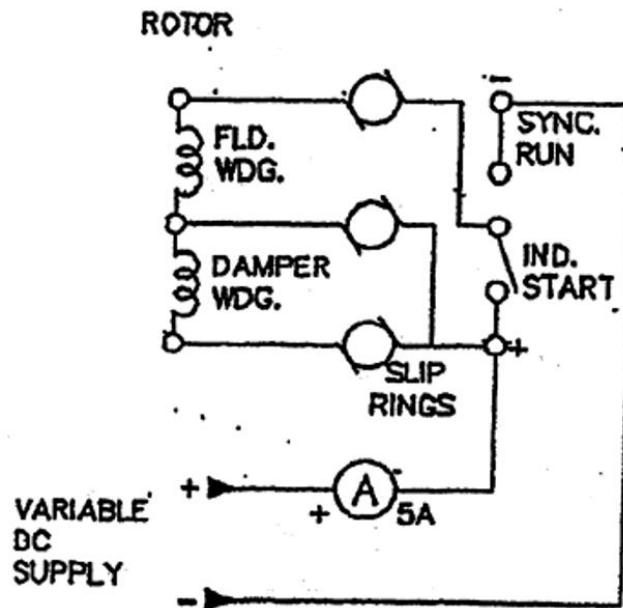 ROTOR
FLD.
WDG.
DAMPER
WDG.
SLIP
RINGS
-
SYNC.
RUN
IND.
START
+
+
+
A
-
5A
VARIABLE
DC
SUPPLY
-